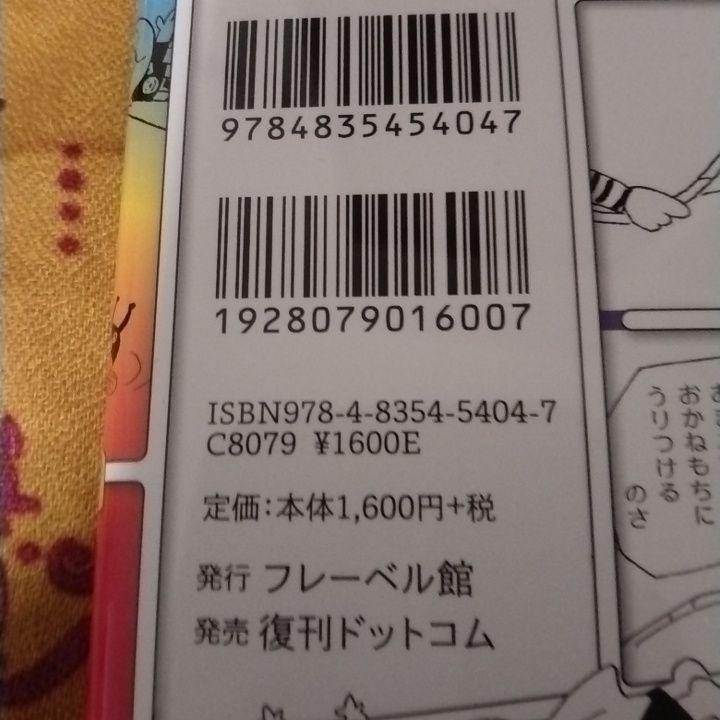 9784835454047
1928079016007
ISBN978-4-8354-5404-7
C8079 ¥1600E
定価:本体1,600円+税
発行 フレーベル館
発売 復刊ドットコム
おかねもちに
うりつける
のさ